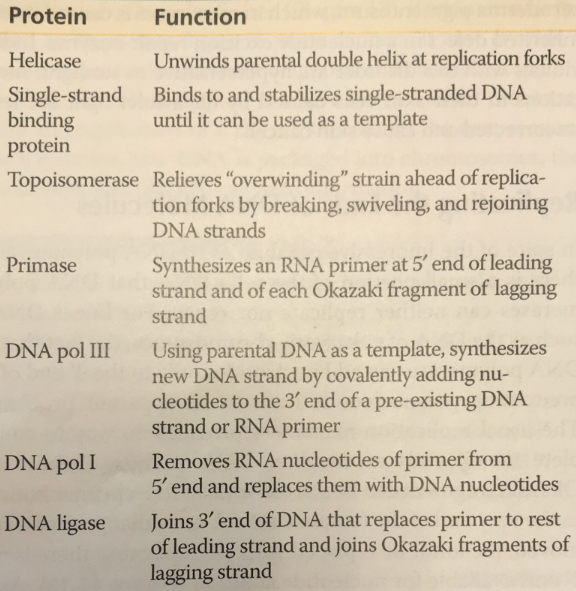 Protein Function
Helicase Unwinds parental double helix at replication forks
Single-strand Binds to and stabilizes single-stranded DNA
binding until it can be used as a template
protein
Topoisomerase Relieves “overwinding” strain ahead of replica-
tion forks by breaking, swiveling, and rejoining
DNA strands
Primase Synthesizes an RNA primer at 5′ end of leading
strand and of each Okazaki fragment of lagging
strand
DNA pol III Using parental DNA as a template, synthesizes
new DNA strand by covalently adding nu-
cleotides to the 3′ end of a pre-existing DNA
strand or RNA primer
DNA pol I Removes RNA nucleotides of primer from
5′ end and replaces them with DNA nucleotides
DNA ligase Joins 3′ end of DNA that replaces primer to rest
of leading strand and joins Okazaki fragments of
lagging strand